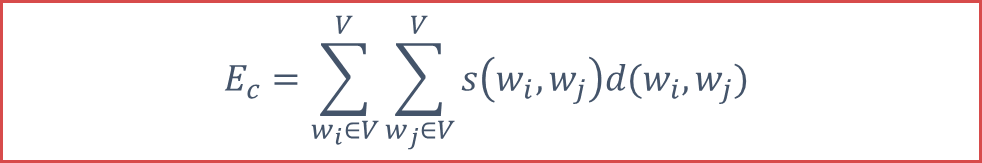 E_c = \sum_{w_i \in V}^{V} \sum_{w_j \in V}^{V} s(w_i, w_j) d(w_i, w_j)